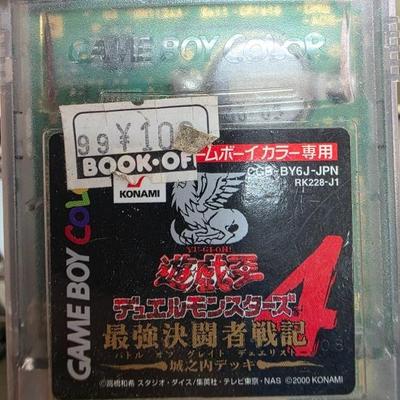 GAME BOY COLOR
99 ¥100
BOOK·OFF
ームボーイカラー専用
CGB-BY6J-JPN
RK228-J1
KONAMI
GAME BOY COLO
YU-GI-OH!
遊戯王
デュエルモンスターズ4
最強決闘者戦記
バトル オブ グレイト デュエリスト
城之内デッキ
©高橋和希 スタジオ・ダイス/集英社・テレビ東京・NAS ©2000 KONAMI